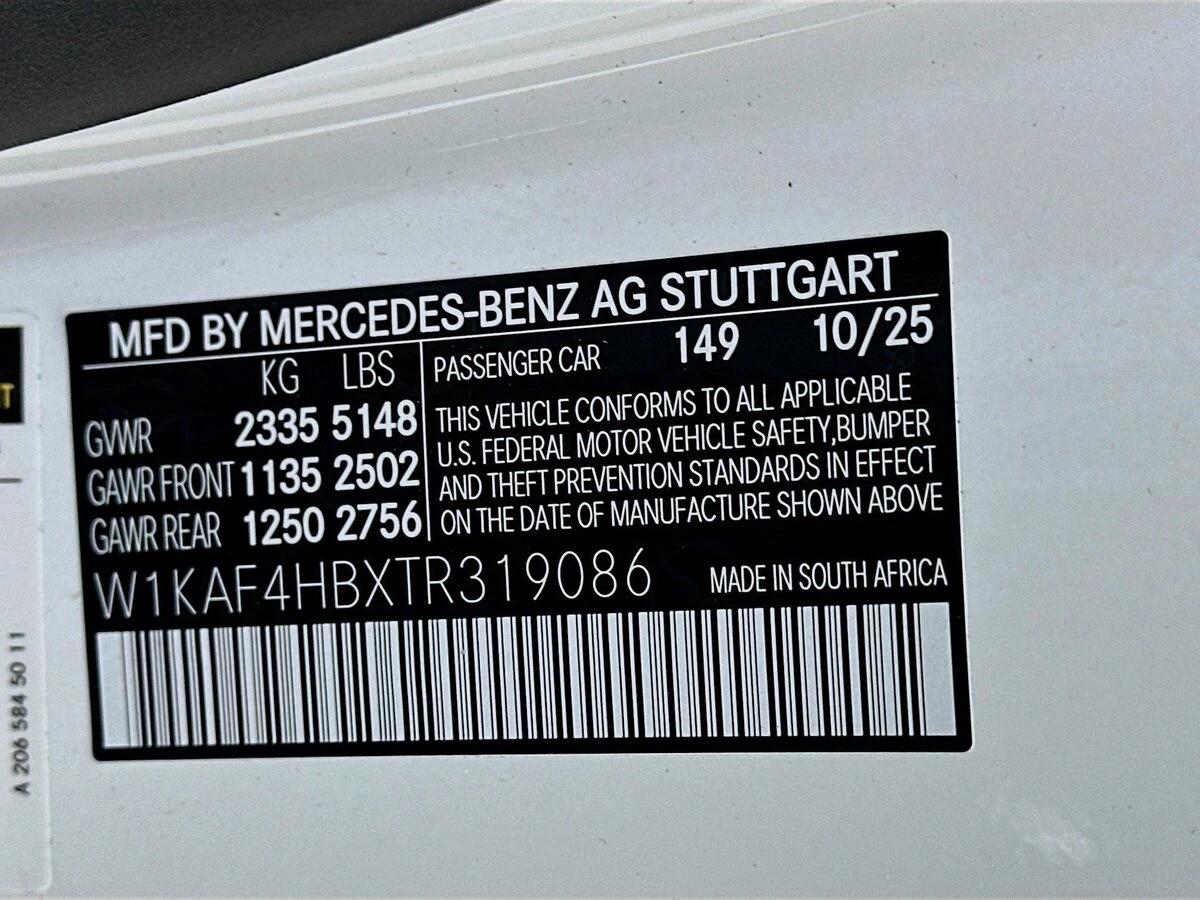 MFD BY MERCEDES-BENZ AG STUTTGART
KG LBS
GVWR 2335 5148
GAWR FRONT 1135 2502
GAWR REAR 1250 2756
PASSENGER CAR 149 10/25
THIS VEHICLE CONFORMS TO ALL APPLICABLE
U.S. FEDERAL MOTOR VEHICLE SAFETY,BUMPER
AND THEFT PREVENTION STANDARDS IN EFFECT
ON THE DATE OF MANUFACTURE SHOWN ABOVE
W1KAF4HBXTR319086 MADE IN SOUTH AFRICA
A 206 584 50 11